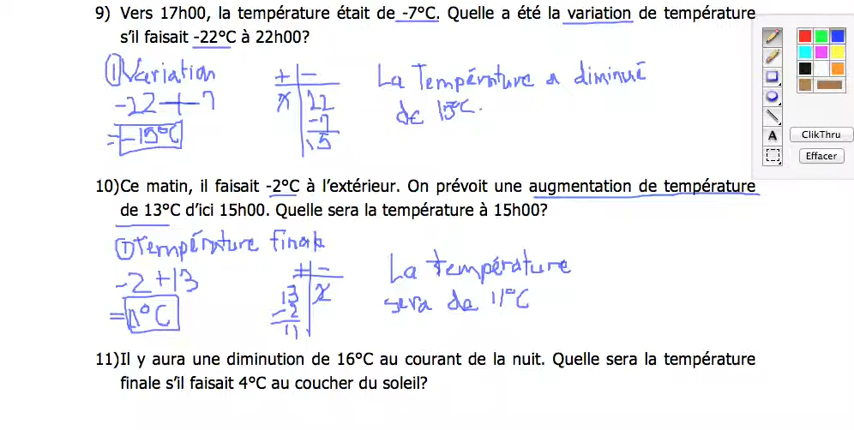 9) Vers 17h00, la température était de -7°C. Quelle a été la variation de température
s'il faisait -22°C à 22h00?
① Variation
-22 + 7
= -15°C
+ | -
7 | 22
-7
15
La Température a diminué
de 15°C.
ClikThru
Effacer
A
10)Ce matin, il faisait -2°C à l'extérieur. On prévoit une augmentation de température
de 13°C d'ici 15h00. Quelle sera la température à 15h00?
① Température finale
-2 + 13
= 11°C
+ | -
13 | 2
-2
11
La température
sera de 11°C
11)Il y aura une diminution de 16°C au courant de la nuit. Quelle sera la température
finale s'il faisait 4°C au coucher du soleil?